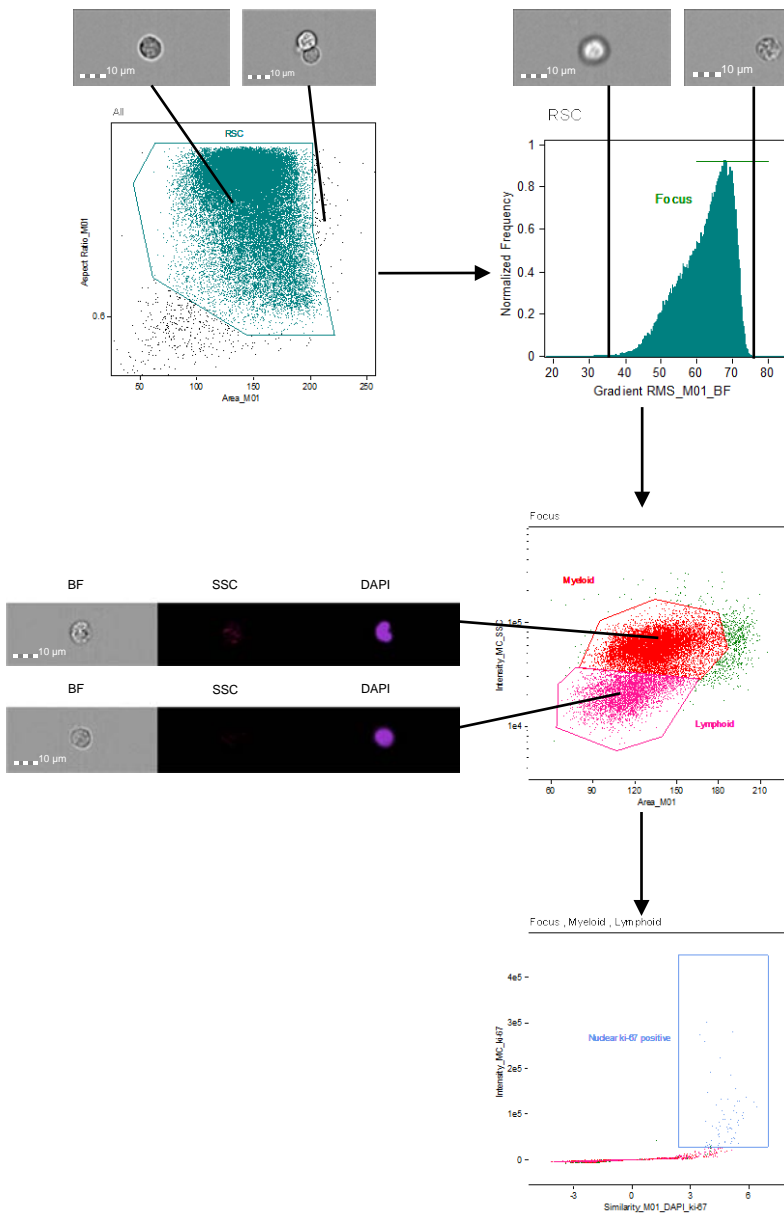 10 µm
10 µm
10 µm
10 µm
All
RSC
Aspect Ratio_M01
0.6
50 100 150 200 250
Area_M01
RSC
Focus
Normalized Frequency
1
0.8
0.6
0.4
0.2
0
20 30 40 50 60 70 80
Gradient RMS_M01_BF
BF SSC DAPI
10 µm
BF SSC DAPI
10 µm
Focus
Myeloid
Lymphoid
Intensity_MC_SSC
1e5
1e4
60 90 120 150 180 210
Area_M01
Focus , Myeloid , Lymphoid
Nuclear ki-67 positive
Intensity_MC_ki-67
4e5
3e5
2e5
1e5
0
-3 0 3 6
Similarity_M01_DAPI_ki-67